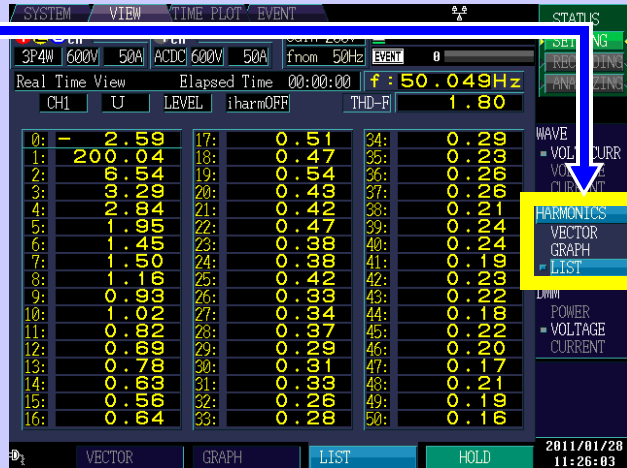 SYSTEM VIEW TIME PLOT EVENT
STATUS
3P4W 600V 50A ACDC 600V 50A fnom 50Hz EVENT 0
Real Time View Elapsed Time 00:00:00 f:50.049Hz
CH1 U LEVEL iharmOFF THD-F 1.80
0: - 2.59 17: 0.51 34: 0.29
1: 200.04 18: 0.47 35: 0.23
2: 6.54 19: 0.54 36: 0.26
3: 3.29 20: 0.43 37: 0.26
4: 2.84 21: 0.42 38: 0.21
5: 1.95 22: 0.47 39: 0.24
6: 1.45 23: 0.38 40: 0.24
7: 1.50 24: 0.38 41: 0.19
8: 1.16 25: 0.42 42: 0.23
9: 0.93 26: 0.33 43: 0.22
10: 1.02 27: 0.34 44: 0.18
11: 0.82 28: 0.37 45: 0.22
12: 0.69 29: 0.29 46: 0.20
13: 0.78 30: 0.31 47: 0.17
14: 0.63 31: 0.33 48: 0.21
15: 0.56 32: 0.26 49: 0.19
16: 0.64 33: 0.28 50: 0.16
WAVE
HARMONICS
VECTOR
GRAPH
LIST
DMM
POWER
VOLTAGE
CURRENT
VECTOR GRAPH LIST HOLD
2011/01/28
11:26:03